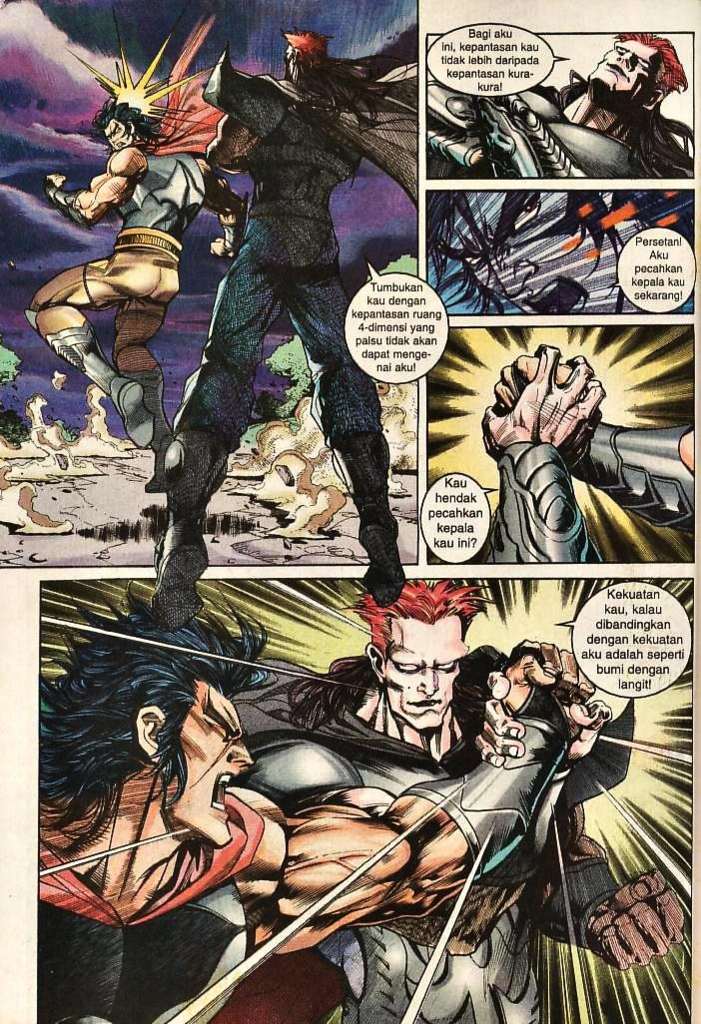 Tumbukan
kau dengan
kepantasan ruang
4-dimensi yang
palsu tidak akan
dapat menge-
nai aku!
Bagi aku
ini, kepantasan kau
tidak lebih daripada
kepantasan kura-
kura!
Persetan!
Aku
pecahkan
kepala kau
sekarang!
Kau
hendak
pecahkan
kepala
kau ini?
Kekuatan
kau, kalau
dibandingkan
dengan kekuatan
aku adalah seperti
bumi dengan
langit!